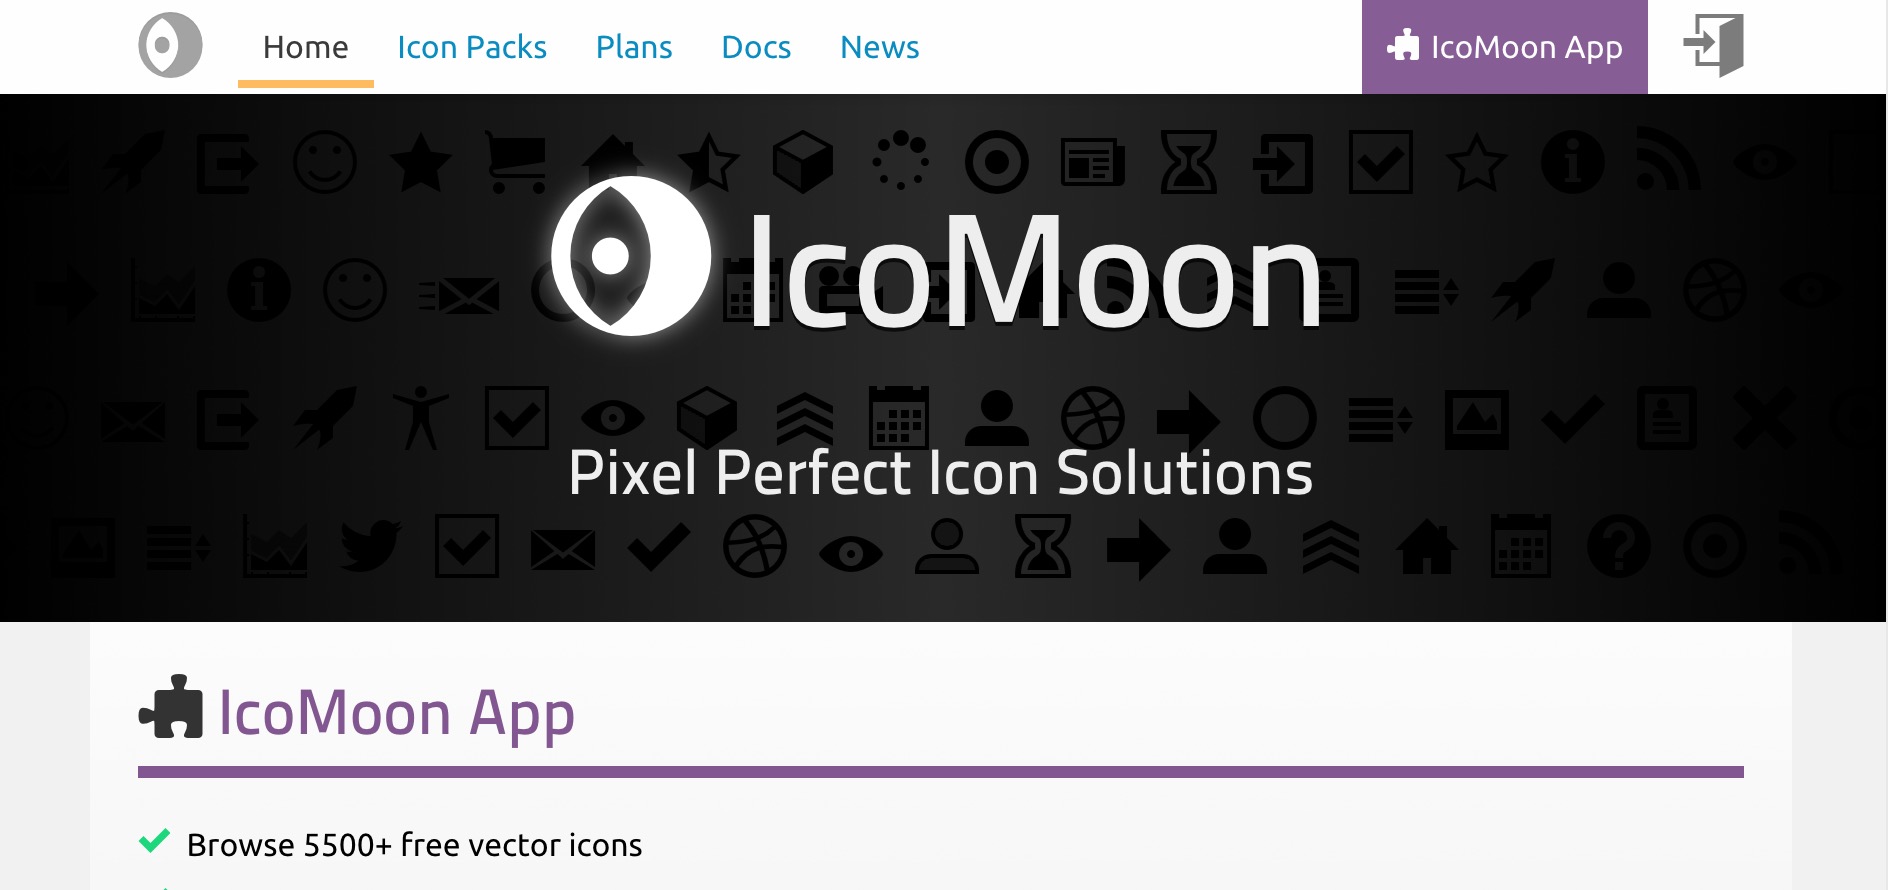 Home Icon Packs Plans Docs News IcoMoon App
IcoMoon
Pixel Perfect Icon Solutions
IcoMoon App
Browse 5500+ free vector icons